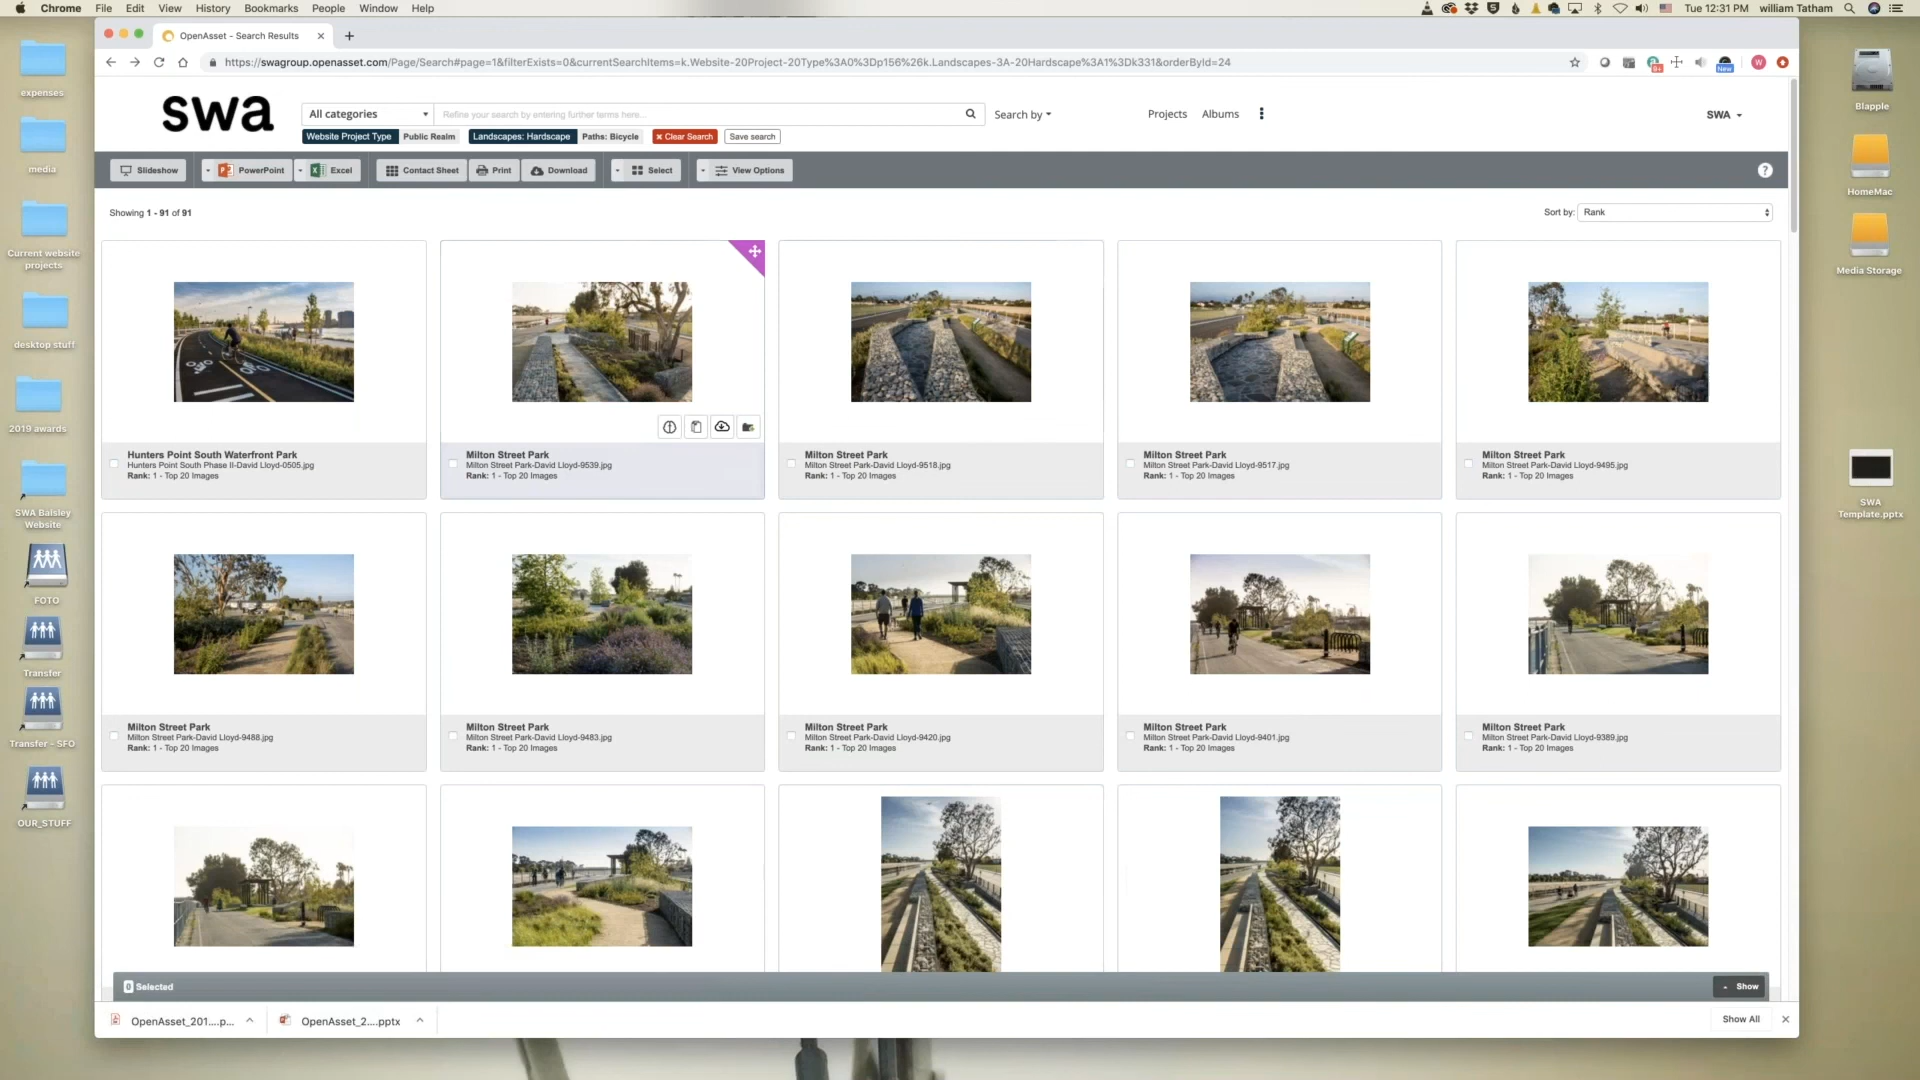 Chrome File Edit View History Bookmarks People Window Help Tue 12:31 PM william Tatham
OpenAsset - Search Results
https://swagroup.openasset.com/Page/Search#page=1&filterExists=0&currentSearchItems=k.Website-20Project-20Type%3A0%3Dp156%26k.Landscapes-3A-20Hardscape%3A1%3Dk331&orderById=24
swa All categories Refine your search by entering further terms here... Search by Projects Albums SWA
Website Project Type Public Realm Landscapes: Hardscape Paths: Bicycle Clear Search Save search
Slideshow PowerPoint Excel Contact Sheet Print Download Select View Options ?
Showing 1 - 91 of 91 Sort by: Rank
Hunters Point South Waterfront Park
Hunters Point South Phase II-David Lloyd-0505.jpg
Rank: 1 - Top 20 Images
Milton Street Park
Milton Street Park-David Lloyd-9539.jpg
Rank: 1 - Top 20 Images
Milton Street Park
Milton Street Park-David Lloyd-9518.jpg
Rank: 1 - Top 20 Images
Milton Street Park
Milton Street Park-David Lloyd-9517.jpg
Rank: 1 - Top 20 Images
Milton Street Park
Milton Street Park-David Lloyd-9495.jpg
Rank: 1 - Top 20 Images
Milton Street Park
Milton Street Park-David Lloyd-9488.jpg
Rank: 1 - Top 20 Images
Milton Street Park
Milton Street Park-David Lloyd-9483.jpg
Rank: 1 - Top 20 Images
Milton Street Park
Milton Street Park-David Lloyd-9420.jpg
Rank: 1 - Top 20 Images
Milton Street Park
Milton Street Park-David Lloyd-9401.jpg
Rank: 1 - Top 20 Images
Milton Street Park
Milton Street Park-David Lloyd-9389.jpg
Rank: 1 - Top 20 Images
0 Selected Show
OpenAsset_201....p... OpenAsset_2....pptx Show All
expenses
media
Current website
projects
desktop stuff
2019 awards
SWA Balsley
Website
FOTO
Transfer
Transfer - SFO
OUR_STUFF
Blapple
HomeMac
Media Storage
SWA
Template.pptx